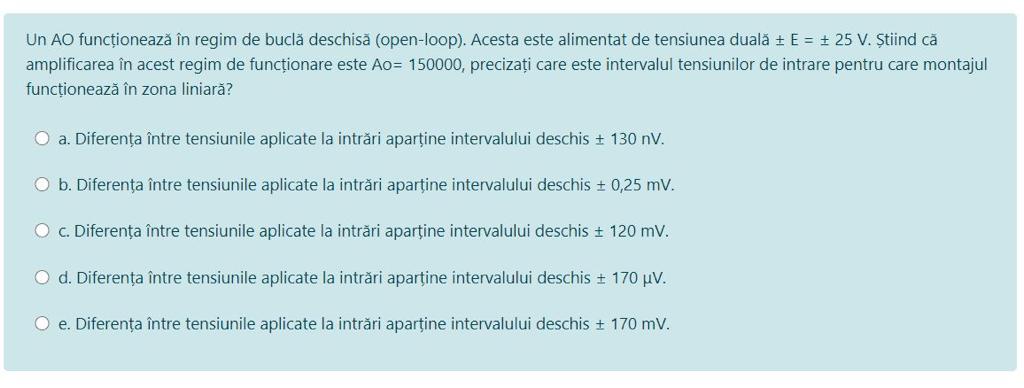 Un AO funcționează în regim de buclă deschisă (open-loop). Acesta este alimentat de tensiunea duală ± E = ± 25 V. Știind că
amplificarea în acest regim de funcționare este Ao= 150000, precizați care este intervalul tensiunilor de intrare pentru care montajul
funcționează în zona liniară?
a. Diferența între tensiunile aplicate la intrări aparține intervalului deschis ± 130 nV.
b. Diferența între tensiunile aplicate la intrări aparține intervalului deschis ± 0,25 mV.
c. Diferența între tensiunile aplicate la intrări aparține intervalului deschis ± 120 mV.
d. Diferența între tensiunile aplicate la intrări aparține intervalului deschis ± 170 µV.
e. Diferența între tensiunile aplicate la intrări aparține intervalului deschis ± 170 mV.